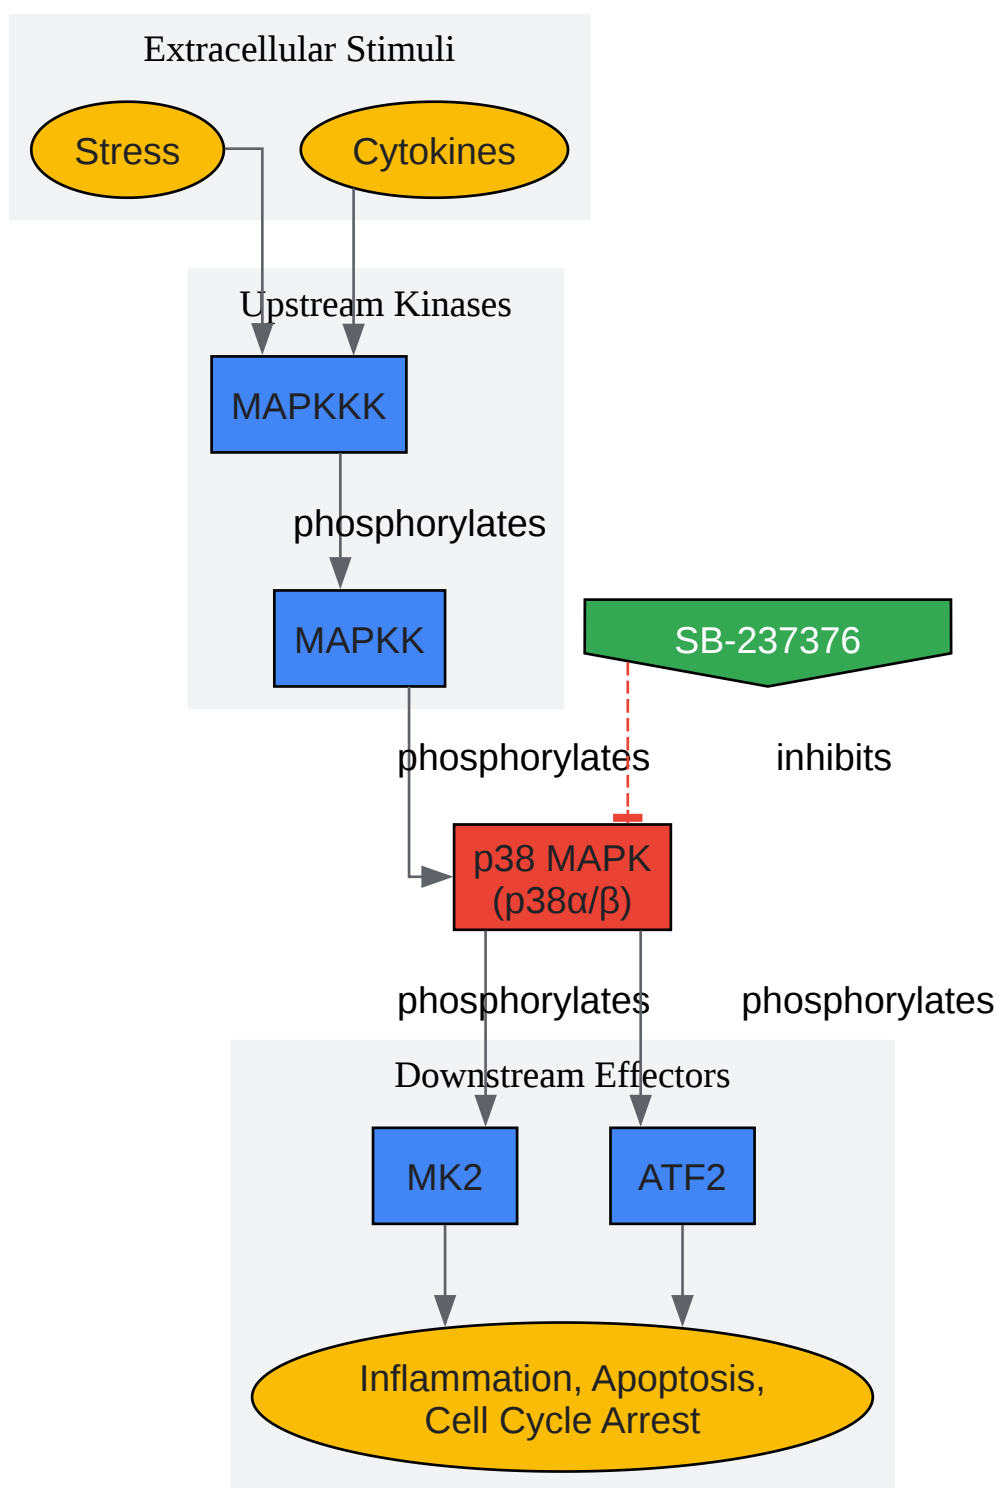 Extracellular Stimuli
Stress
Cytokines
Upstream Kinases
MAPKKK
phosphorylates
MAPKK
SB-237376
phosphorylates
inhibits
p38 MAPK
(p38α/β)
phosphorylates
phosphorylates
Downstream Effectors
MK2
ATF2
Inflammation, Apoptosis,
Cell Cycle Arrest